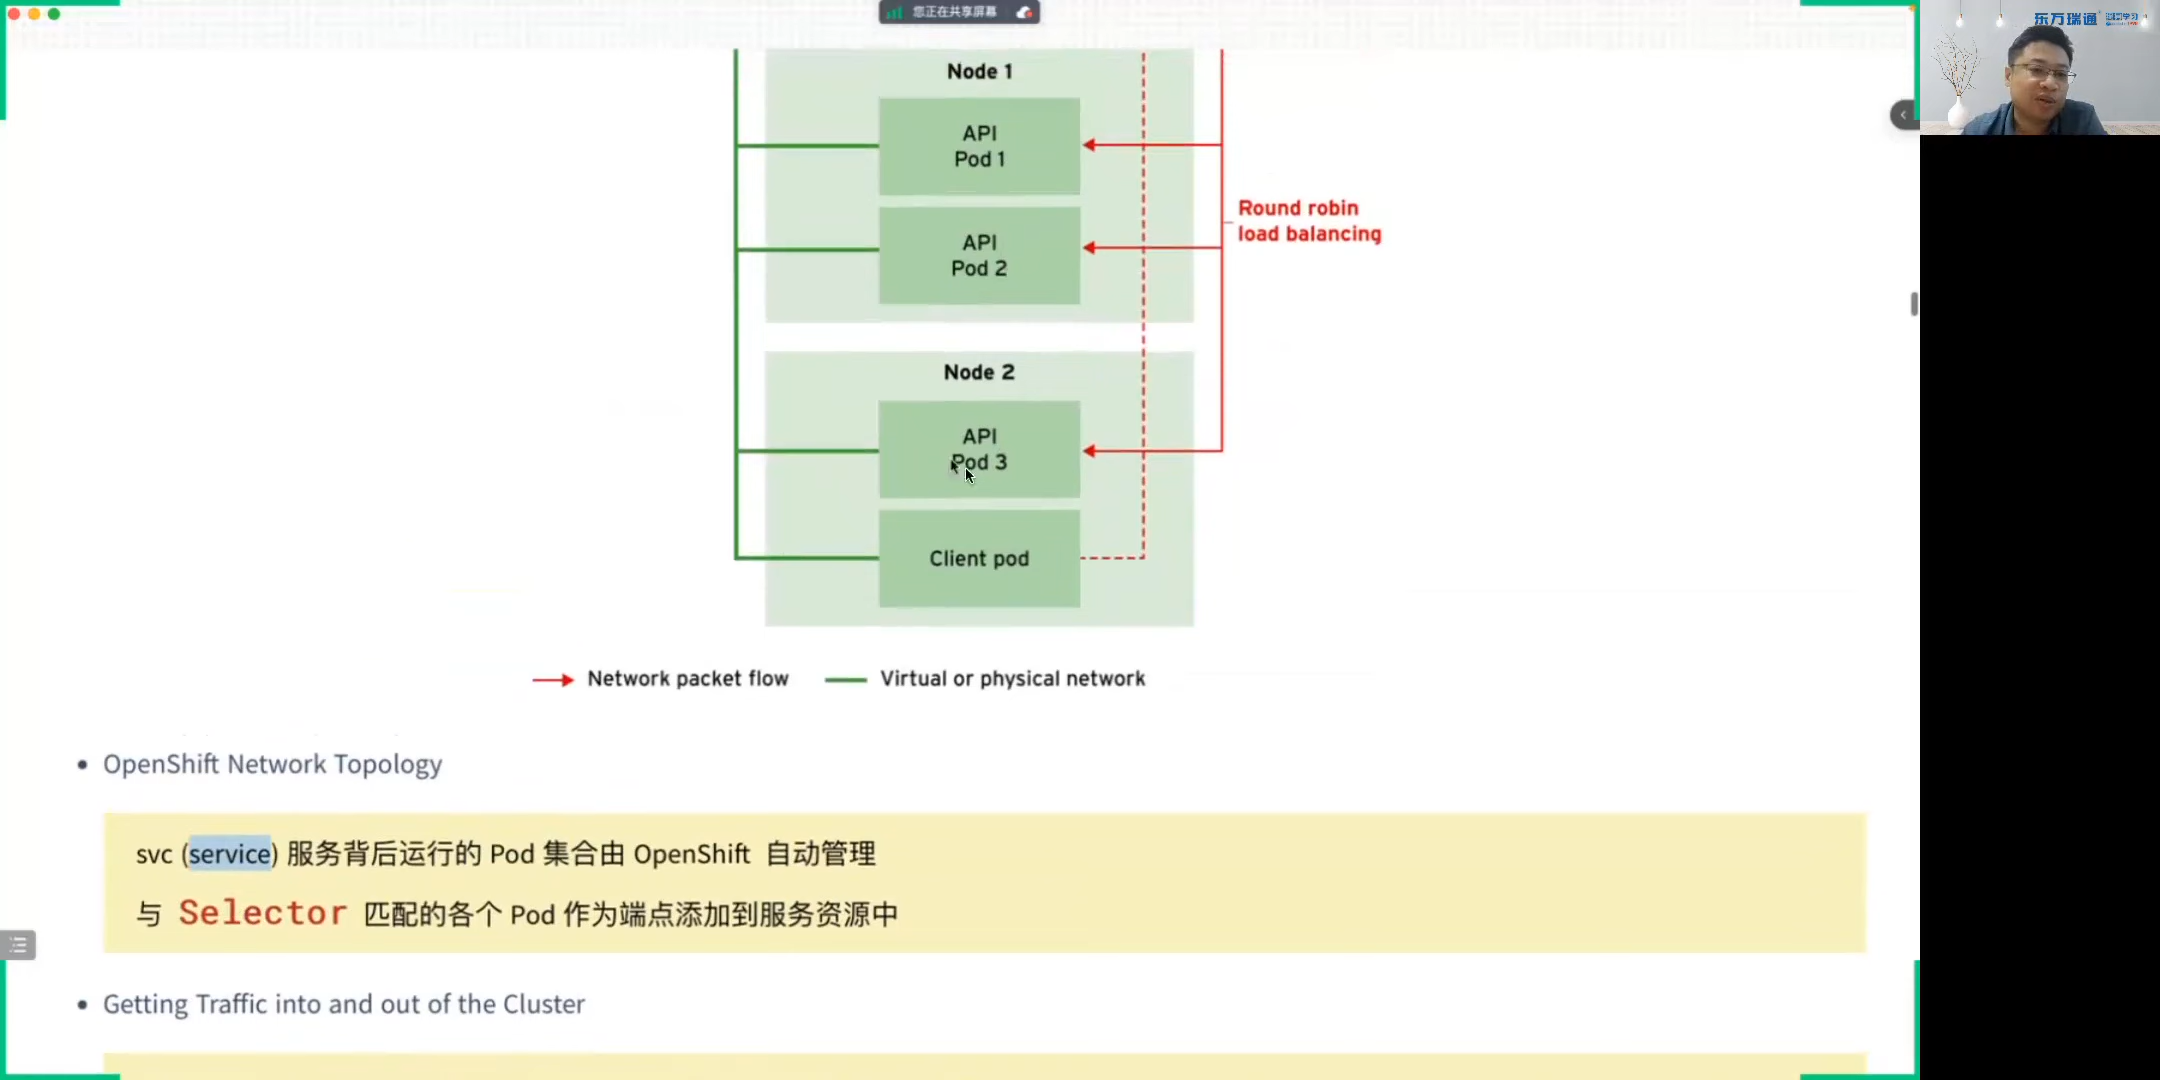 您正在共享屏幕
东方瑞通
Node 1
API
Pod 1
API
Pod 2
Round robin
load balancing
Node 2
API
Pod 3
Client pod
Network packet flow
Virtual or physical network
• OpenShift Network Topology
svc (service) 服务背后运行的 Pod 集合由 OpenShift 自动管理
与 Selector 匹配的各个 Pod 作为端点添加到服务资源中
• Getting Traffic into and out of the Cluster